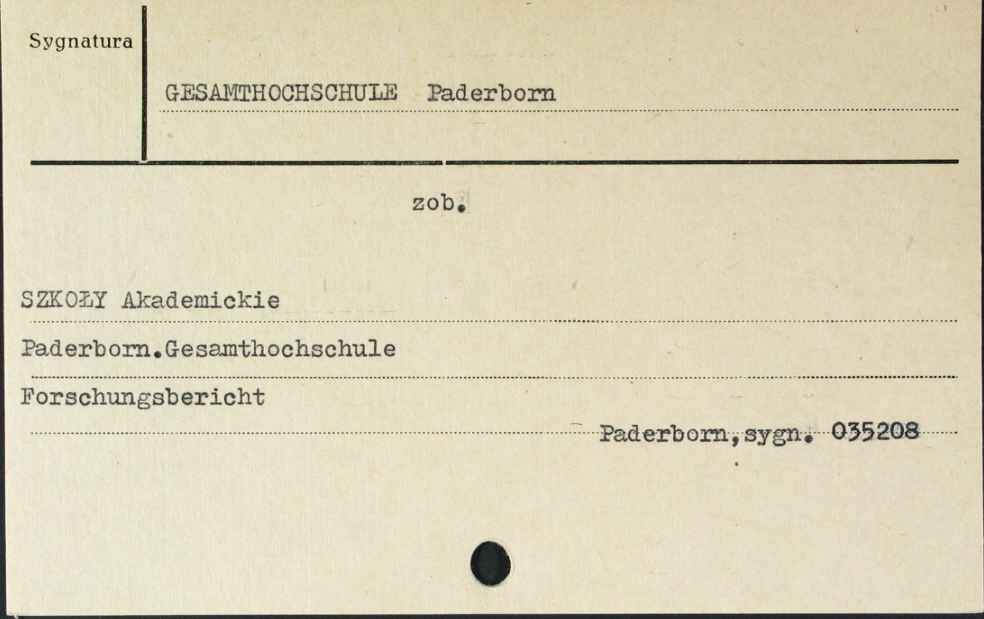 Sygnatura
GESAMTHOCHSCHULE Paderborn
zob.
SZKOŁY Akademickie
Paderborn.Gesamthochschule
Forschungsbericht
Paderborn,sygn. 035208